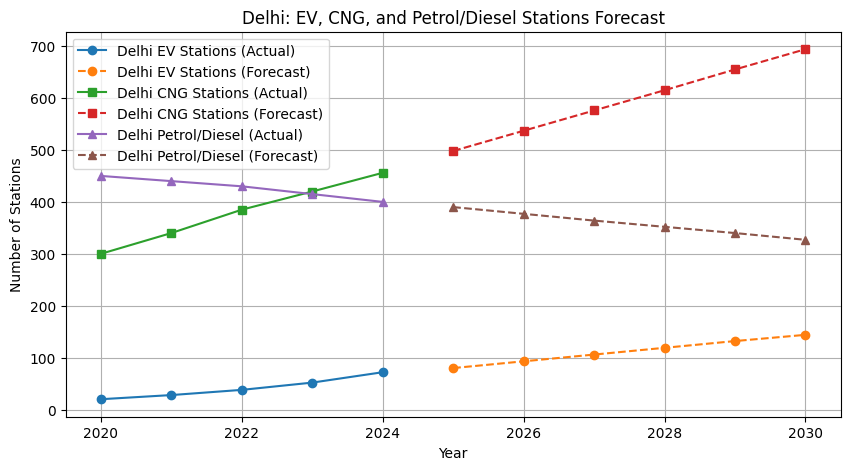 Delhi: EV, CNG, and Petrol/Diesel Stations Forecast
Delhi EV Stations (Actual)
Delhi EV Stations (Forecast)
Delhi CNG Stations (Actual)
Delhi CNG Stations (Forecast)
Delhi Petrol/Diesel (Actual)
Delhi Petrol/Diesel (Forecast)
Number of Stations
700
600
500
400
300
200
100
0
2020 2022 2024 2026 2028 2030
Year